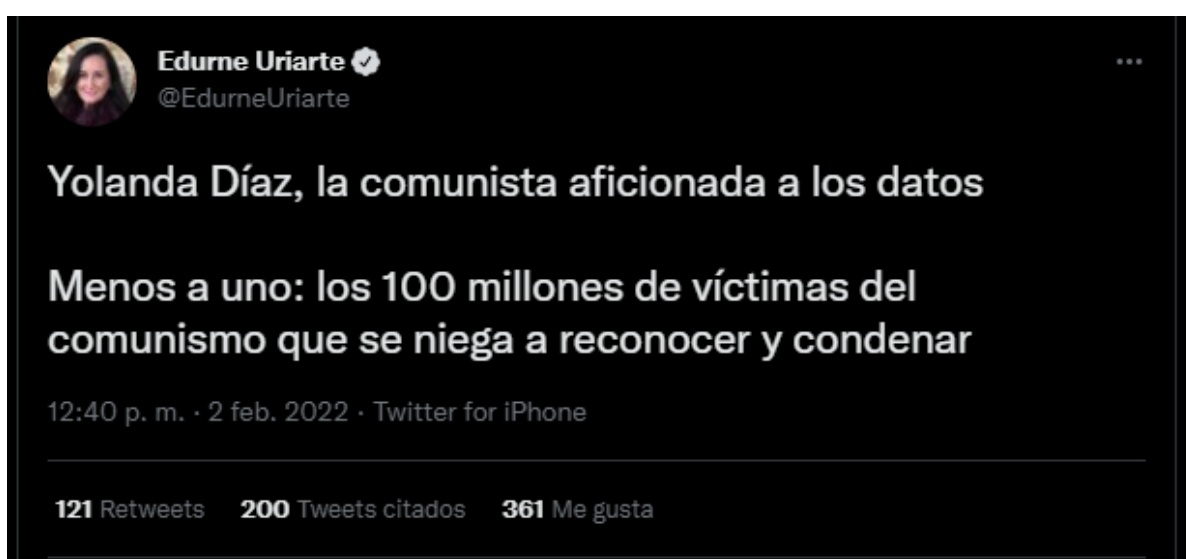 Edurne Uriarte
@EdurneUriarte
Yolanda Díaz, la comunista aficionada a los datos
Menos a uno: los 100 millones de víctimas del
comunismo que se niega a reconocer y condenar
12:40 p. m. · 2 feb. 2022 · Twitter for iPhone
121 Retweets 200 Tweets citados 361 Me gusta